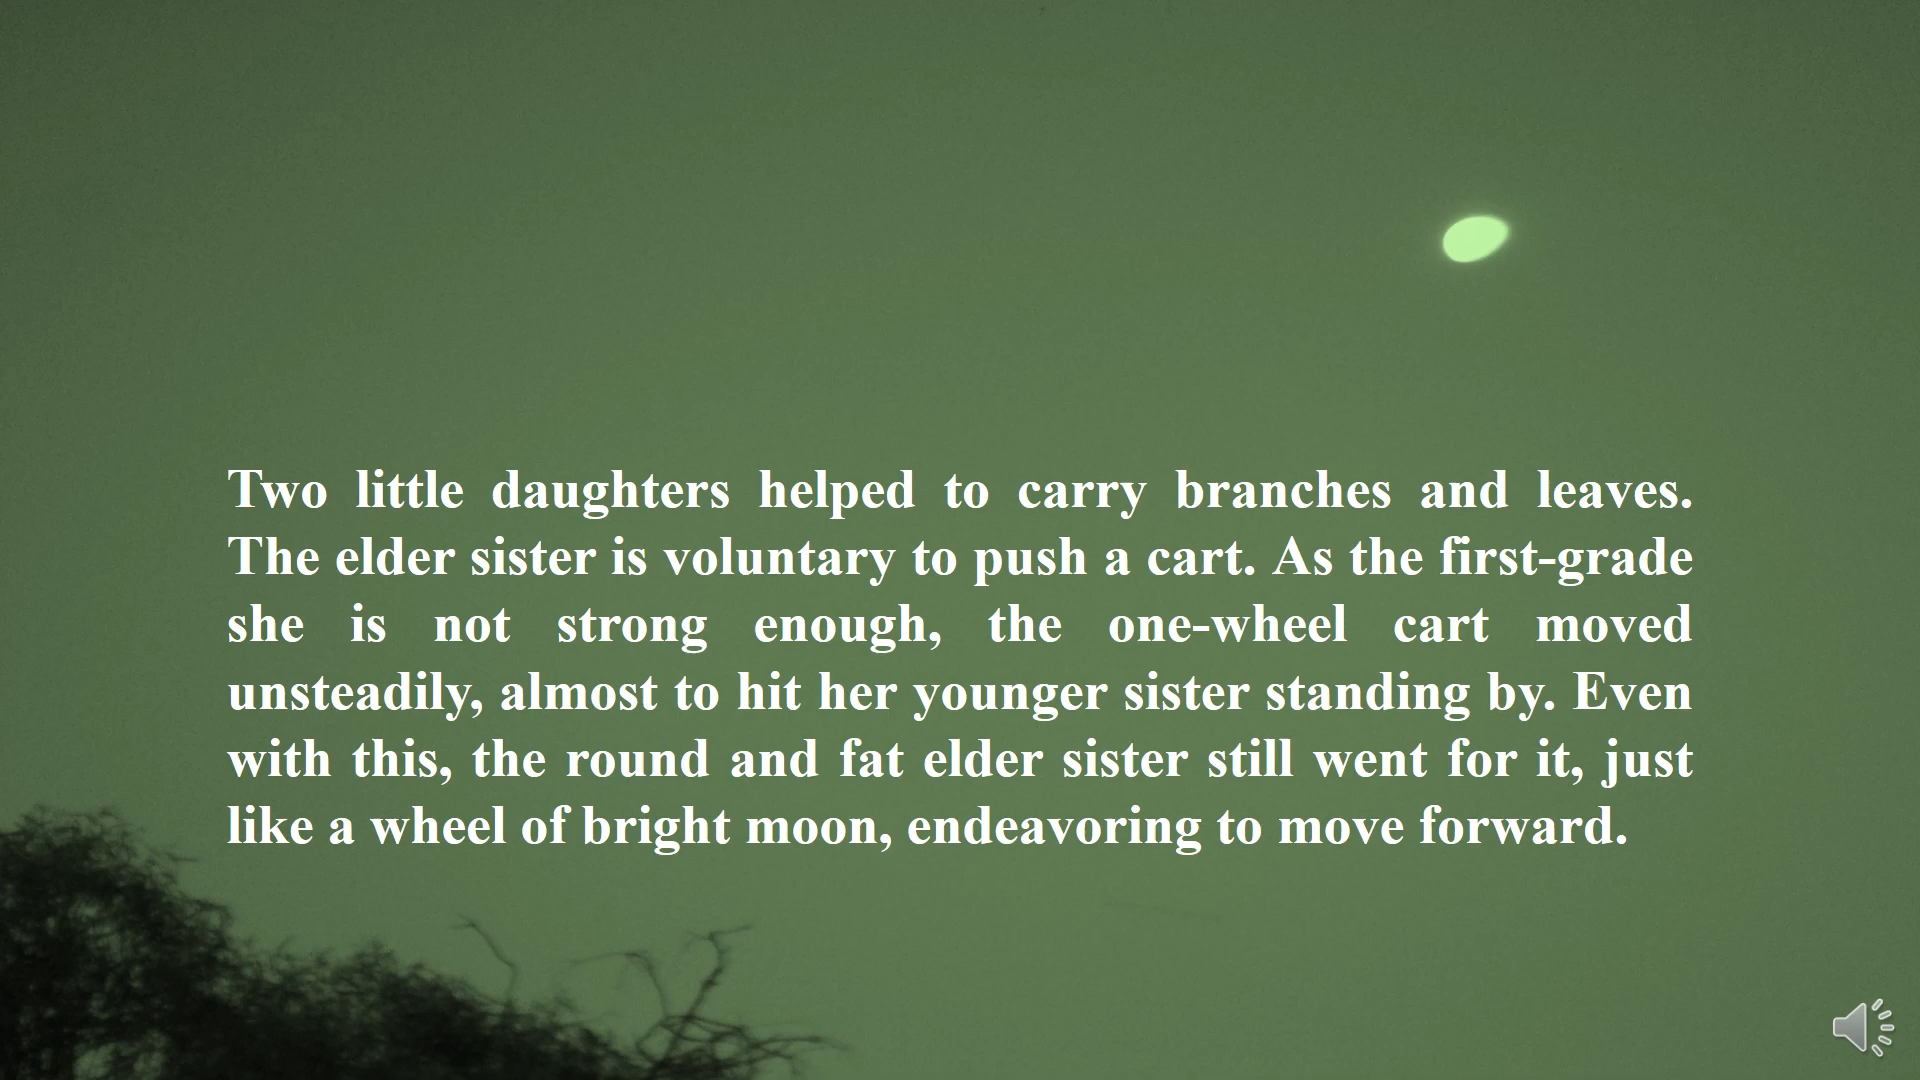 Two little daughters helped to carry branches and leaves.
The elder sister is voluntary to push a cart. As the first-grade
she is not strong enough, the one-wheel cart moved
unsteadily, almost to hit her younger sister standing by. Even
with this, the round and fat elder sister still went for it, just
like a wheel of bright moon, endeavoring to move forward.